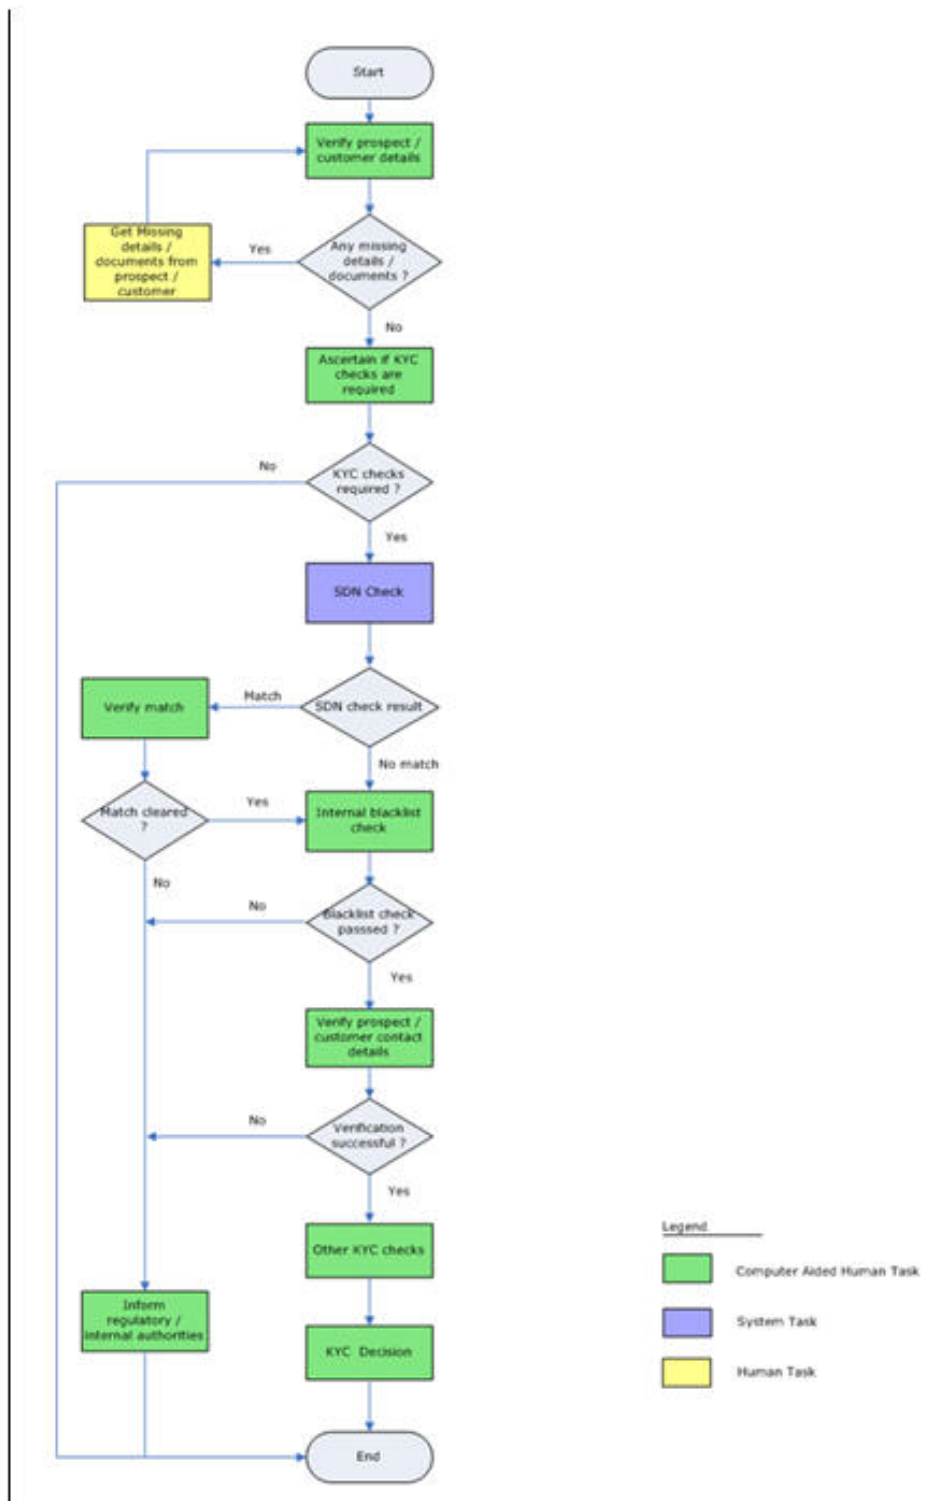 Start
Verify prospect /
customer details
Get Missing
details /
documents from
prospect /
customer
Yes
Any missing
details /
documents ?
No
Ascertain if KYC
checks are
required
No
KYC checks
required ?
Yes
SDN Check
Verify match
Match
SDN check result
No match
Match cleared
?
Yes
Internal blacklist
check
No
No
Blacklist check
passsed ?
Yes
Verify prospect /
customer contact
details
No
Verification
successful ?
Yes
Other KYC checks
Inform
regulatory /
internal authorities
KYC Decision
End
Legend
Computer Aided Human Task
System Task
Human Task